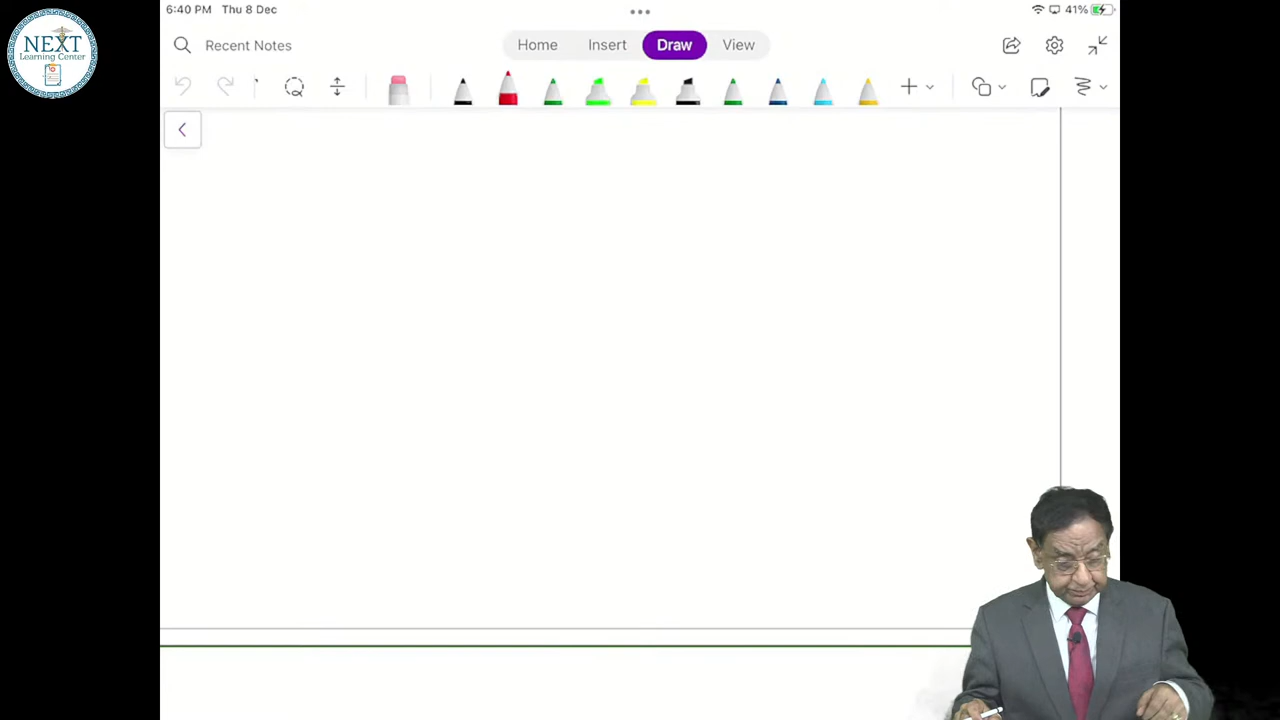 6:40 PM Thu 8 Dec
41%
NEXT
Learning Center
Recent Notes
Home
Insert
Draw
View